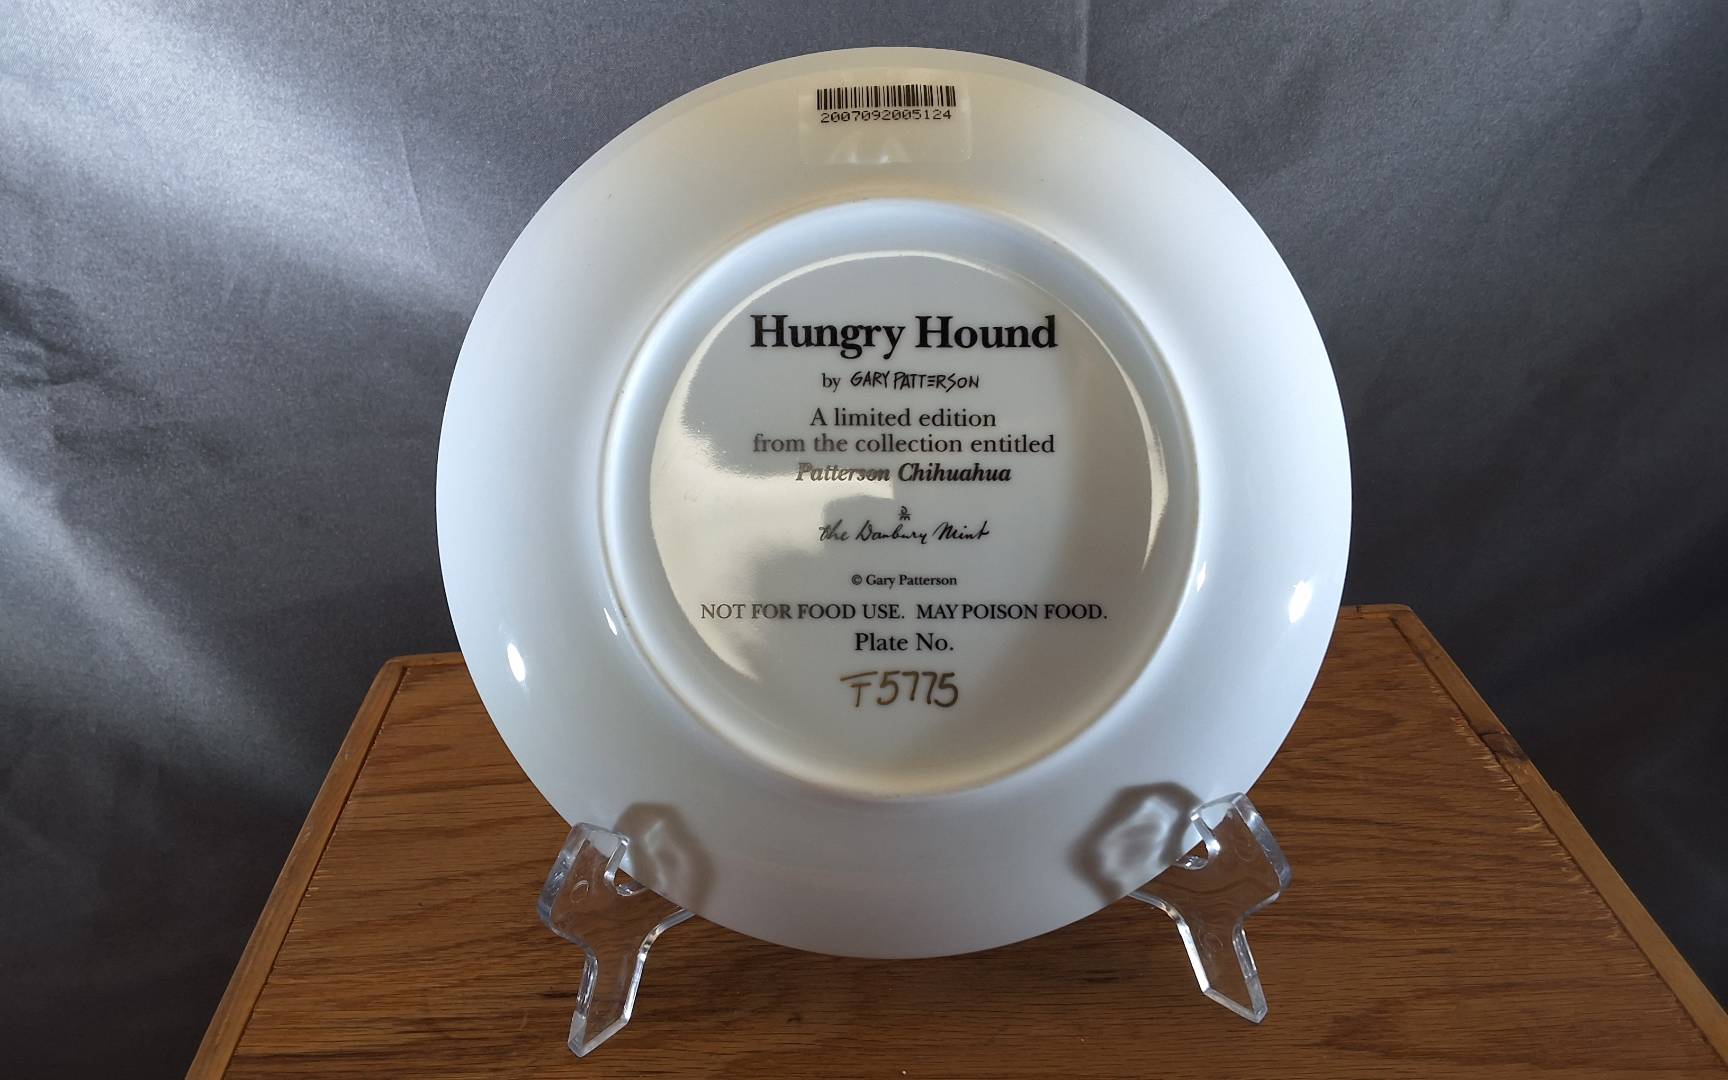 2007092005124
Hungry Hound
by GARY PATTERSON
A limited edition
from the collection entitled
Patterson Chihuahua
DM
the Danbury Mint
© Gary Patterson
NOT FOR FOOD USE. MAY POISON FOOD.
Plate No.
F5775